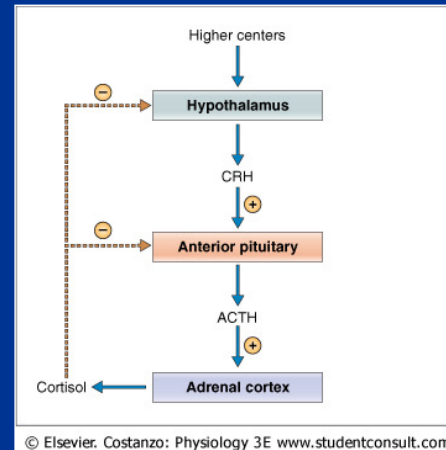 Higher centers
−
Hypothalamus
CRH
+
−
Anterior pituitary
ACTH
+
Cortisol
Adrenal cortex
© Elsevier. Costanzo: Physiology 3E www.studentconsult.com